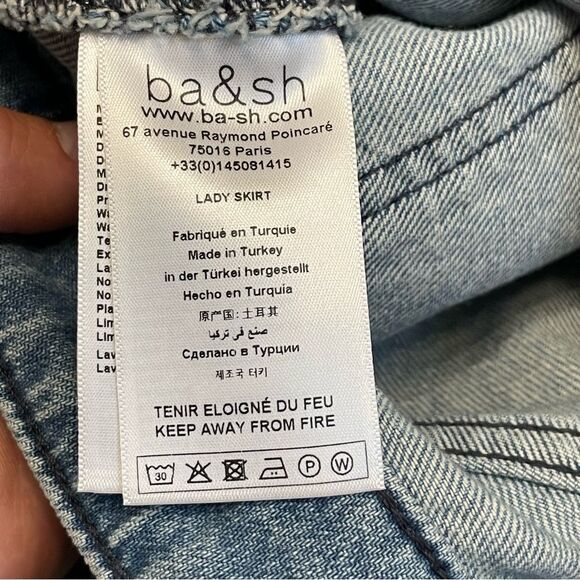 ba&sh
www.ba-sh.com
67 avenue Raymond Poincaré
75016 Paris
+33(0)145081415
LADY SKIRT
Fabriqué en Turquie
Made in Turkey
in der Türkei hergestellt
Hecho en Turquía
原产国: 土耳其
صنع في تركيا
Сделано в Турции
제조국 터키
TENIR ELOIGNÉ DU FEU
KEEP AWAY FROM FIRE
30 P W